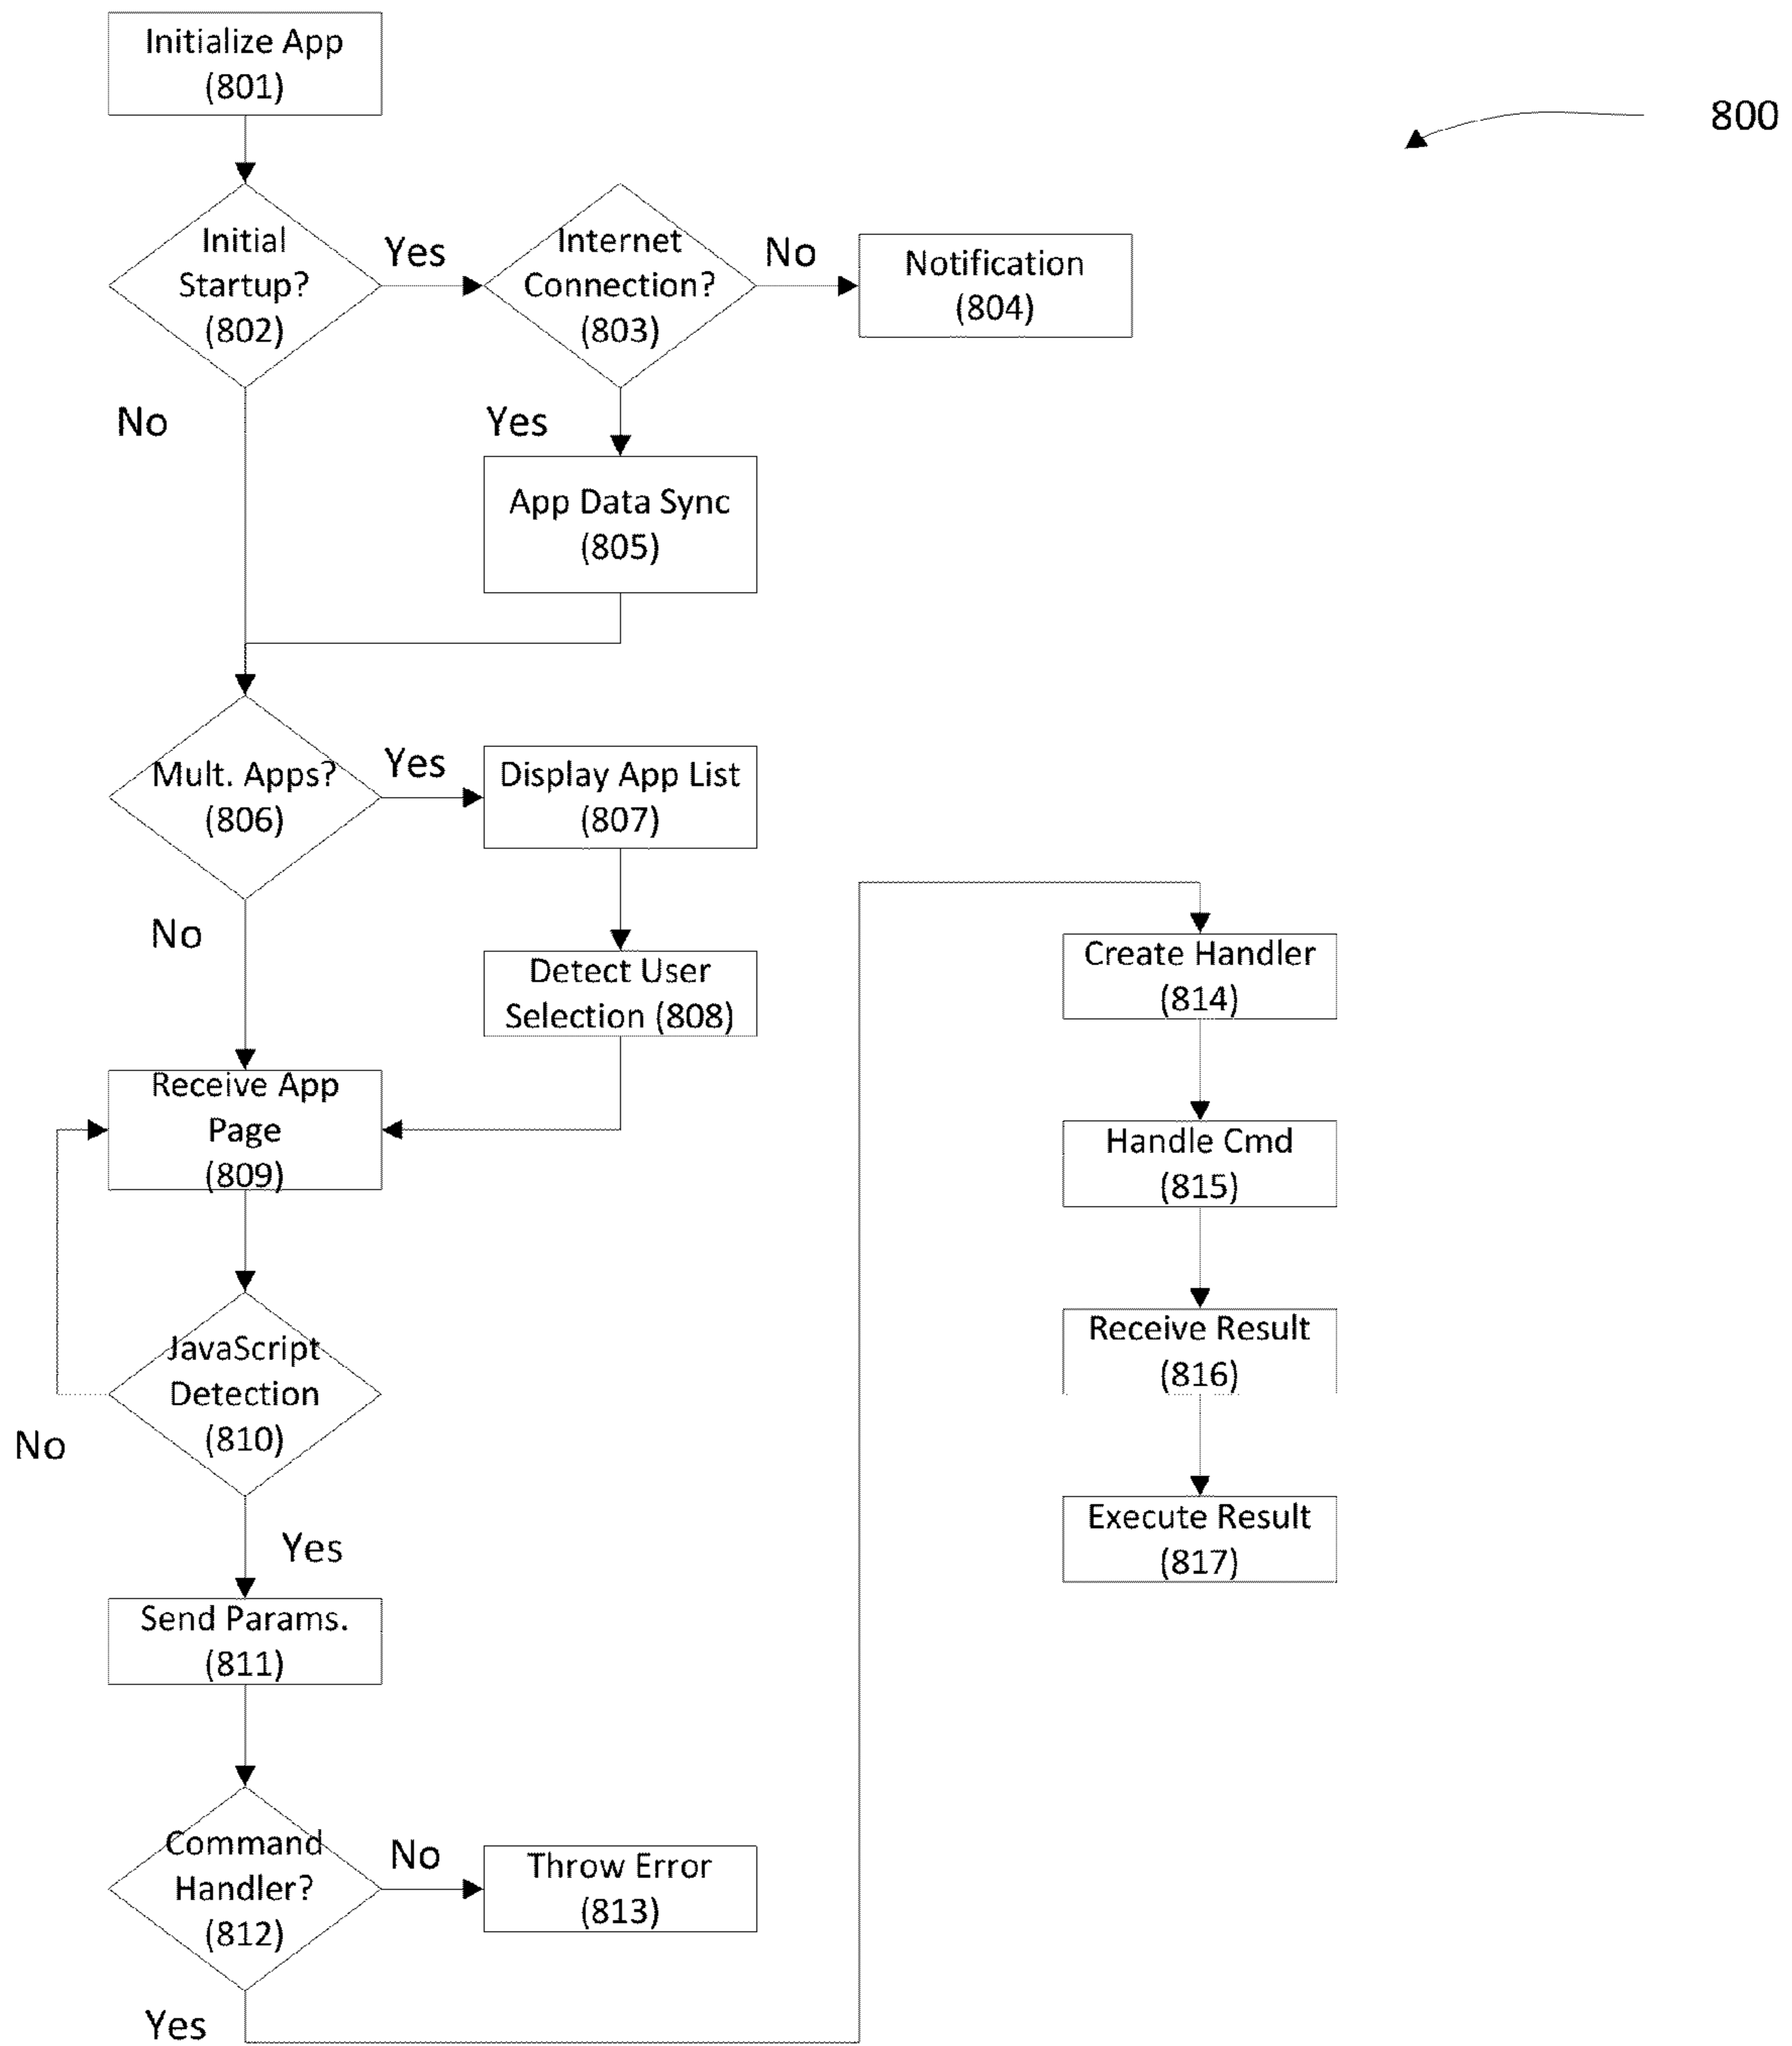 Initialize App
(801)
800
Initial
Startup?
(802)
Yes
Internet
Connection?
(803)
No
Notification
(804)
No
Yes
App Data Sync
(805)
Mult. Apps?
(806)
Yes
Display App List
(807)
No
Detect User
Selection (808)
Receive App
Page
(809)
JavaScript
Detection
(810)
No
Yes
Send Params.
(811)
Command
Handler?
(812)
No
Throw Error
(813)
Yes
Create Handler
(814)
Handle Cmd
(815)
Receive Result
(816)
Execute Result
(817)